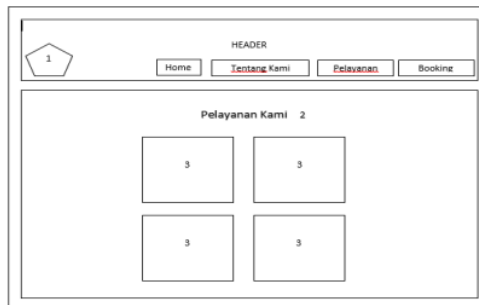 HEADER
1
Home Tentang Kami Pelayanan Booking
Pelayanan Kami 2
3 3
3 3